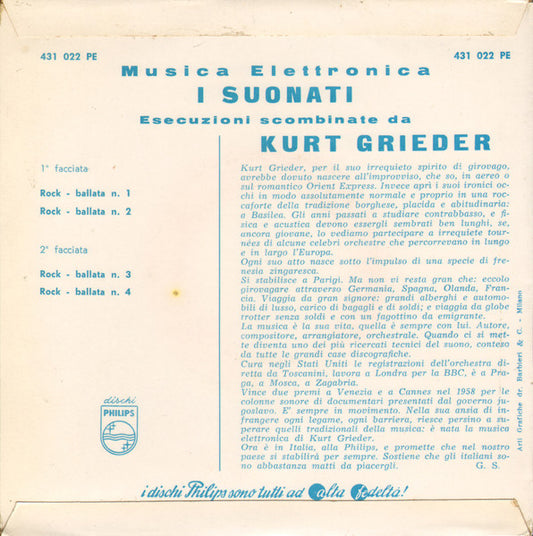 431 022 PE
431 022 PE
Musica Elettronica
I SUONATI
Esecuzioni scombinate da
KURT GRIEDER
1° facciata
Rock - ballata n. 1
Rock - ballata n. 2
2° facciata
Rock - ballata n. 3
Rock - ballata n. 4
Kurt Grieder, per il suo irrequieto spirito di girovago,
avrebbe dovuto nascere all'improvviso, che so, in aereo o
sul romantico Orient Express. Invece aprì i suoi ironici oc-
chi in modo assolutamente normale e proprio in una roc-
caforte della tradizione borghese, placida e abitudinaria:
a Basilea. Gli anni passati a studiare contrabbasso, e fi-
sica e acustica devono essergli sembrati ben lunghi, se,
ancora giovane, lo vediamo partecipare a irrequiete tour-
nées di alcune celebri orchestre che percorrevano in lungo
e in largo l'Europa.
Ogni suo atto nasce sotto l'impulso di una specie di fre-
nesia zingaresca.
Si stabilisce a Parigi. Ma non vi resta gran che: eccolo
girovagare attraverso Germania, Spagna, Olanda, Fran-
cia. Viaggia da gran signore: grandi alberghi e automo-
bili di lusso, carico di bagagli e di soldi; e viaggia da globe
trotter senza soldi e con un fagottino da emigrante.
La musica è la sua vita, quella è sempre con lui. Autore,
compositore, arrangiatore, orchestrale. Quando ci si met-
te diventa uno dei più ricercati tecnici del suono, conteso
da tutte le grandi case discografiche.
Cura negli Stati Uniti le registrazioni dell'orchestra di-
retta da Toscanini, lavora a Londra per la BBC, è a Pra-
ga, a Mosca, a Zagabria.
Vince due premi a Venezia e a Cannes nel 1958 per le
colonne sonore di documentari presentati dal governo ju-
goslavo. E' sempre in movimento. Nella sua ansia di in-
frangere ogni legame, ogni barriera, riesce persino a su-
perare quelli tradizionali della musica: è nata la musica
elettronica di Kurt Grieder.
Ora è in Italia, alla Philips, e promette che nel nostro
paese si stabilirà per sempre. Sostiene che gli italiani so-
no abbastanza matti da piacergli. G. S.
Arti Grafiche dr. Barbieri & C. - Milano
dischi
PHILIPS
i dischi Philips sono tutti ad alta fedeltà!